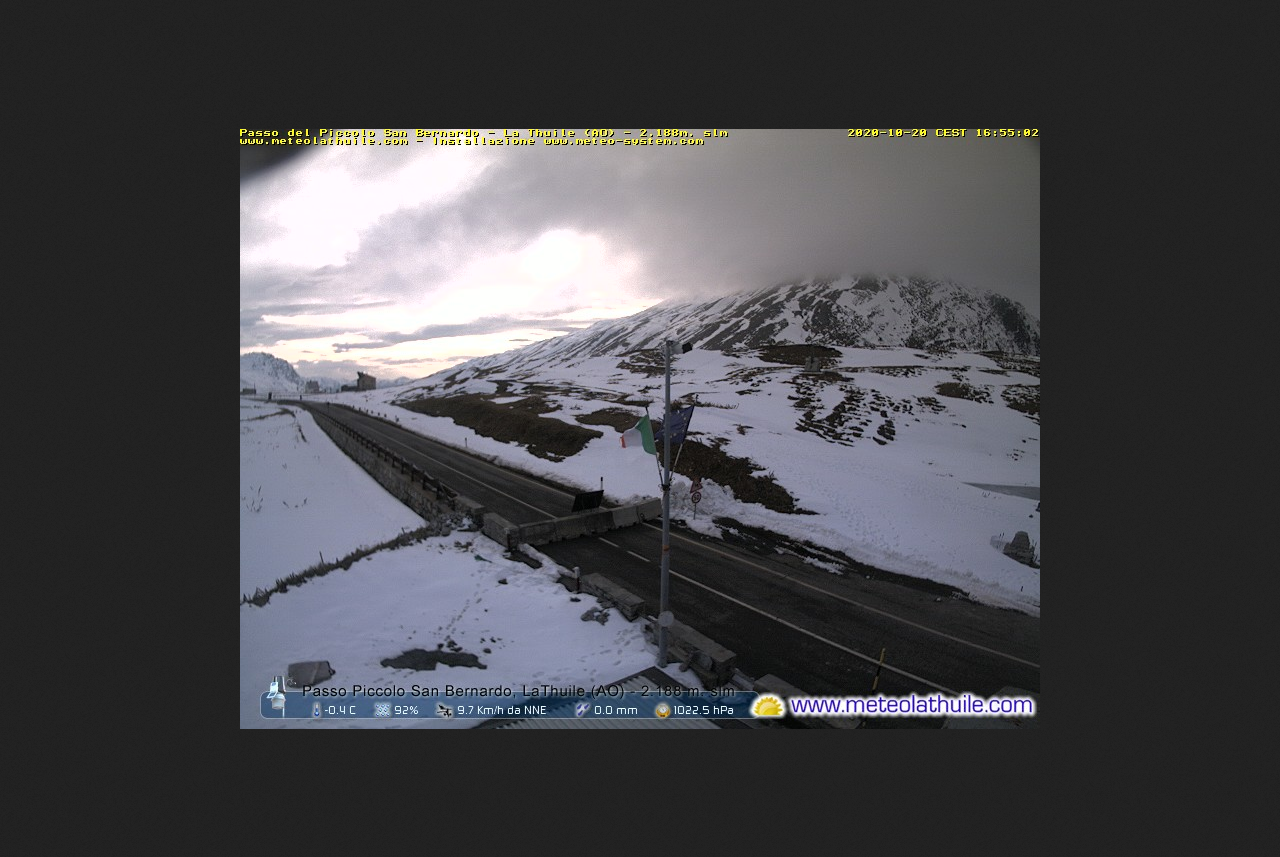 Passo del Piccolo San Bernardo - La Thuile (AO) - 2.188m. slm
2020-10-20 CEST 16:55:02
www.meteolathuile.com - Installazione www.meteo-system.com
Passo Piccolo San Bernardo, LaThuile (AO) - 2.188 m. slm
-0.4 C 92% 9.7 Km/h da NNE 0.0 mm 1022.5 hPa
www.meteolathuile.com